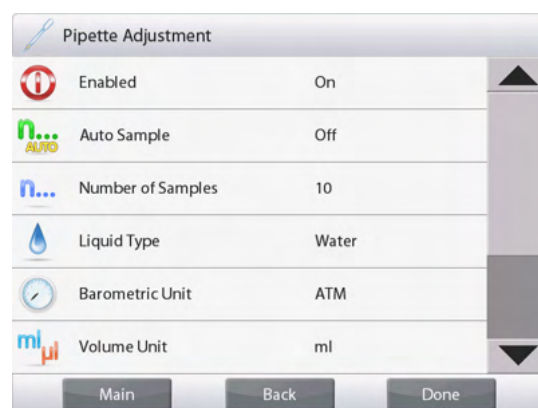 Pipette Adjustment
Enabled On
n... AUTO Auto Sample Off
n... Number of Samples 10
Liquid Type Water
Barometric Unit ATM
ml µl Volume Unit ml
Main Back Done